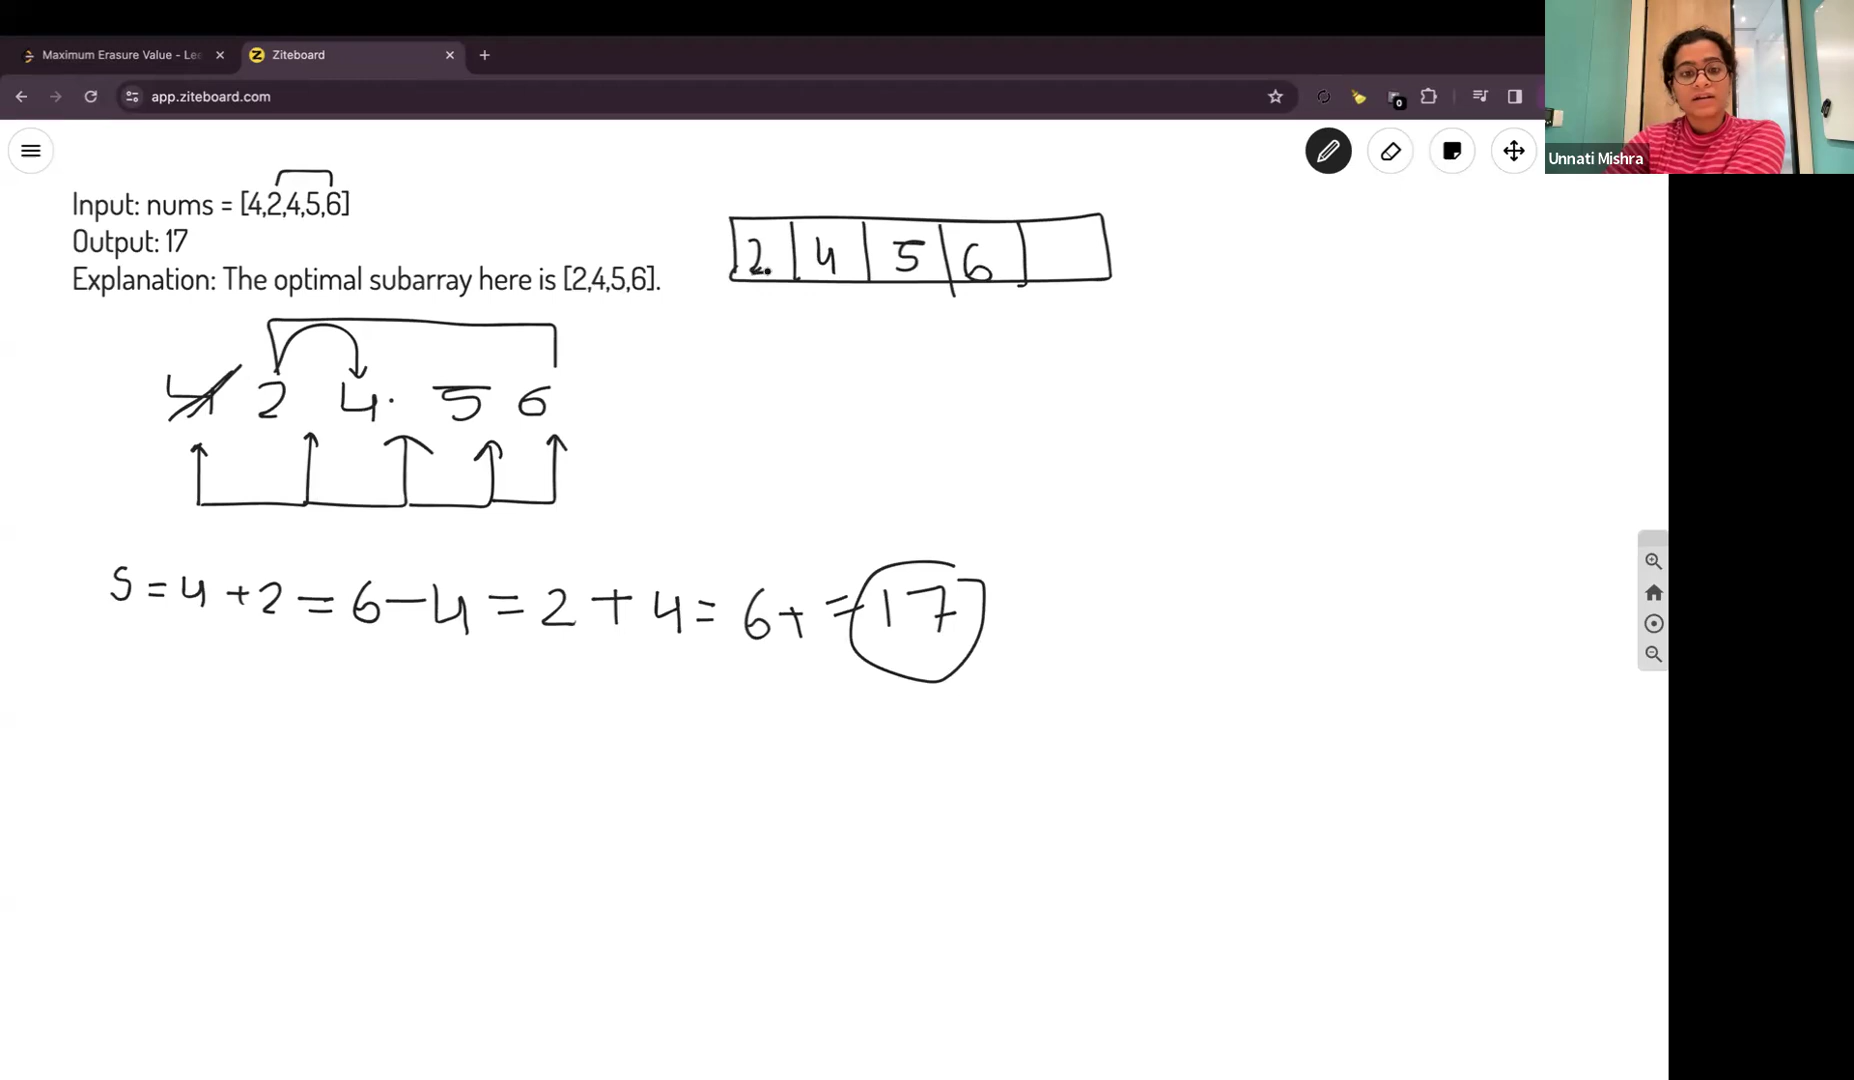 Maximum Erasure Value - Lee
Ziteboard
app.ziteboard.com
0
Unnati Mishra
Input: nums = [4,2,4,5,6]
Output: 17
Explanation: The optimal subarray here is [2,4,5,6].
2 4 5 6
4 2 4 5 6
S = 4 + 2 = 6 - 4 = 2 + 4 = 6 + = 17